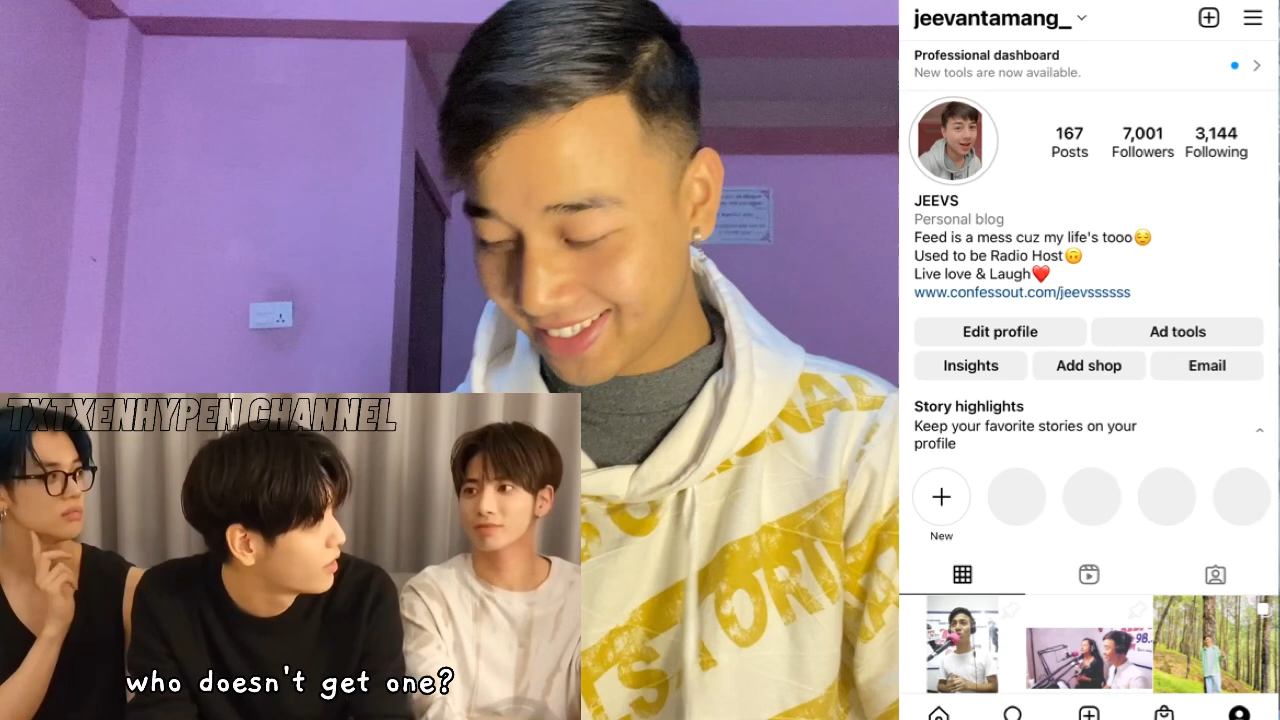 TXTXENHYPEN CHANNEL
who doesn't get one?
jeevantamang_
Professional dashboard
New tools are now available.
167 7,001 3,144
Posts Followers Following
JEEVS
Personal blog
Feed is a mess cuz my life's tooo😔
Used to be Radio Host🙃
Live love & Laugh❤️
www.confessout.com/jeevssssss
Edit profile Ad tools
Insights Add shop Email
Story highlights
Keep your favorite stories on your
profile
New
98.